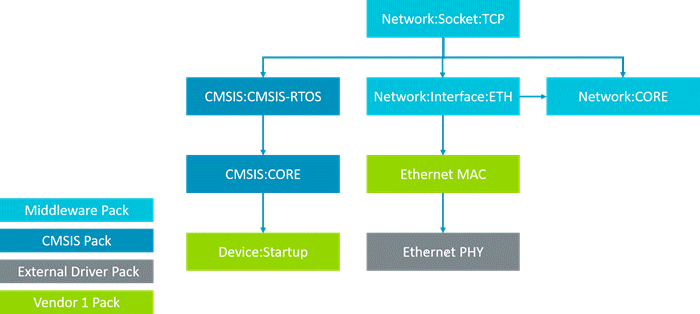 Network:Socket:TCP
CMSIS:CMSIS-RTOS
Network:Interface:ETH
Network:CORE
CMSIS:CORE
Ethernet MAC
Device:Startup
Ethernet PHY
Middleware Pack
CMSIS Pack
External Driver Pack
Vendor 1 Pack